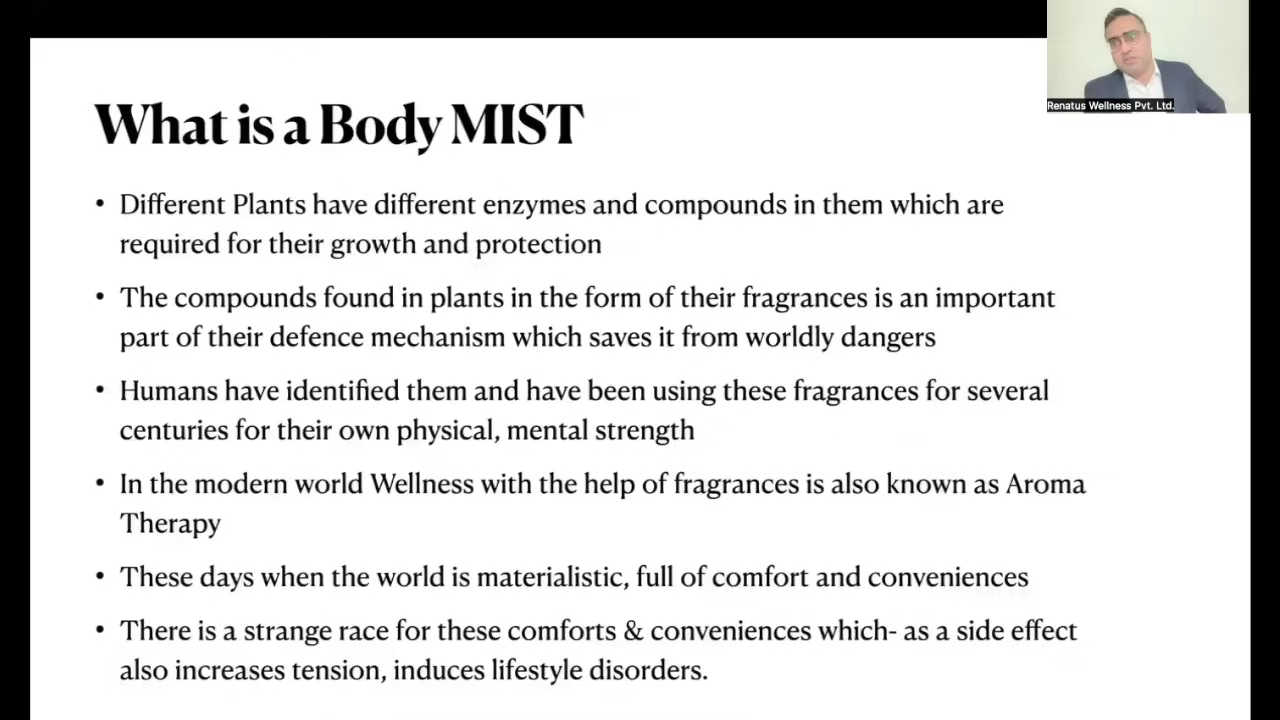 Renatus Wellness Pvt. Ltd.
What is a Body MIST
• Different Plants have different enzymes and compounds in them which are
required for their growth and protection
• The compounds found in plants in the form of their fragrances is an important
part of their defence mechanism which saves it from worldly dangers
• Humans have identified them and have been using these fragrances for several
centuries for their own physical, mental strength
• In the modern world Wellness with the help of fragrances is also known as Aroma
Therapy
• These days when the world is materialistic, full of comfort and conveniences
• There is a strange race for these comforts & conveniences which- as a side effect
also increases tension, induces lifestyle disorders.